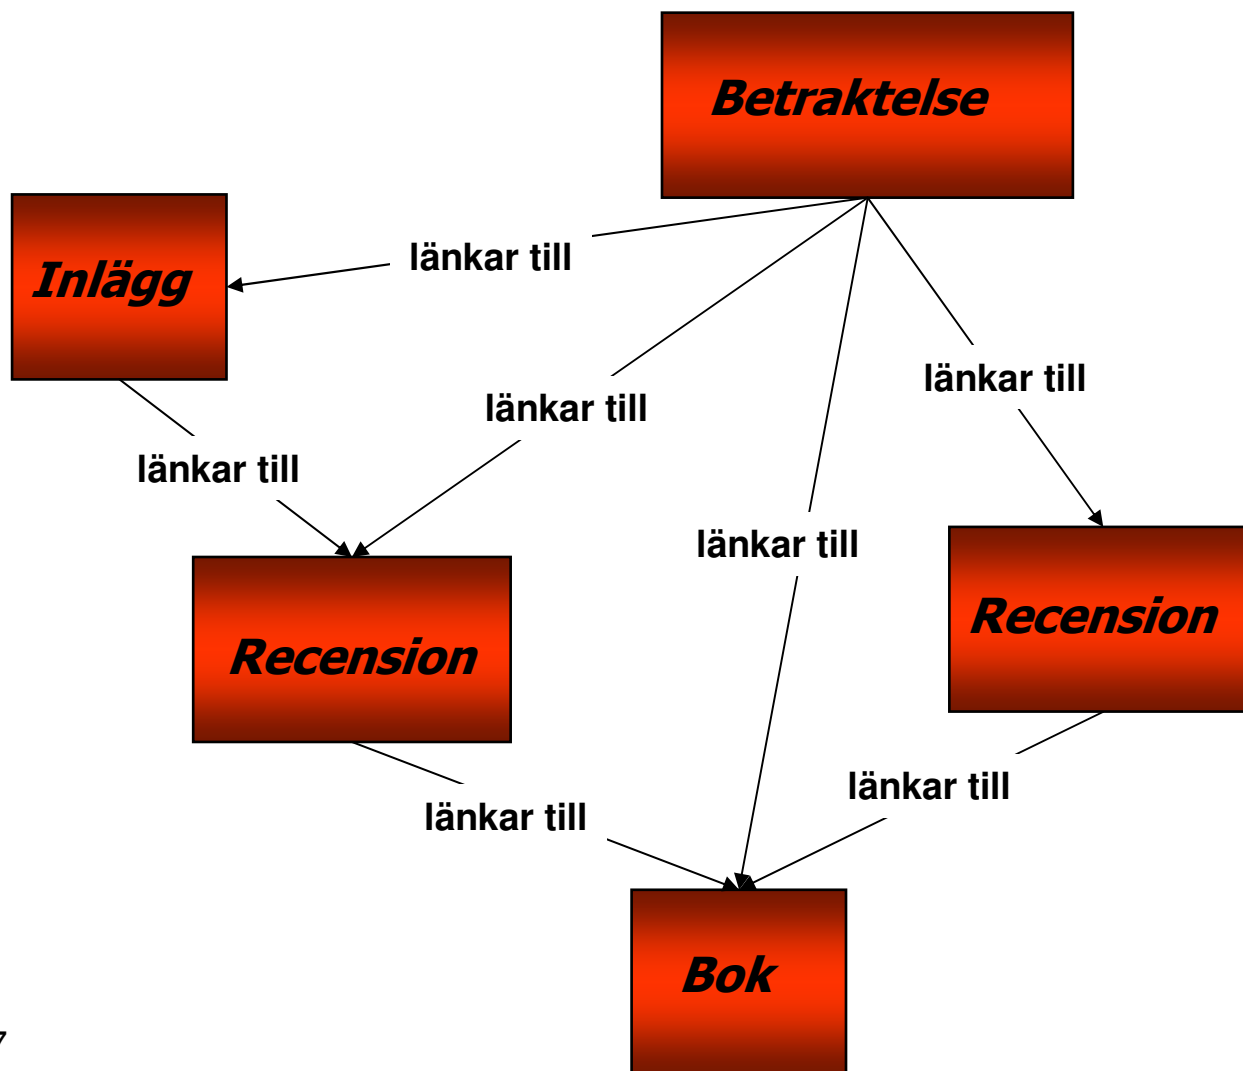 Betraktelse
länkar till
Inlägg
länkar till
länkar till
länkar till
länkar till
Recension
Recension
länkar till
länkar till
Bok